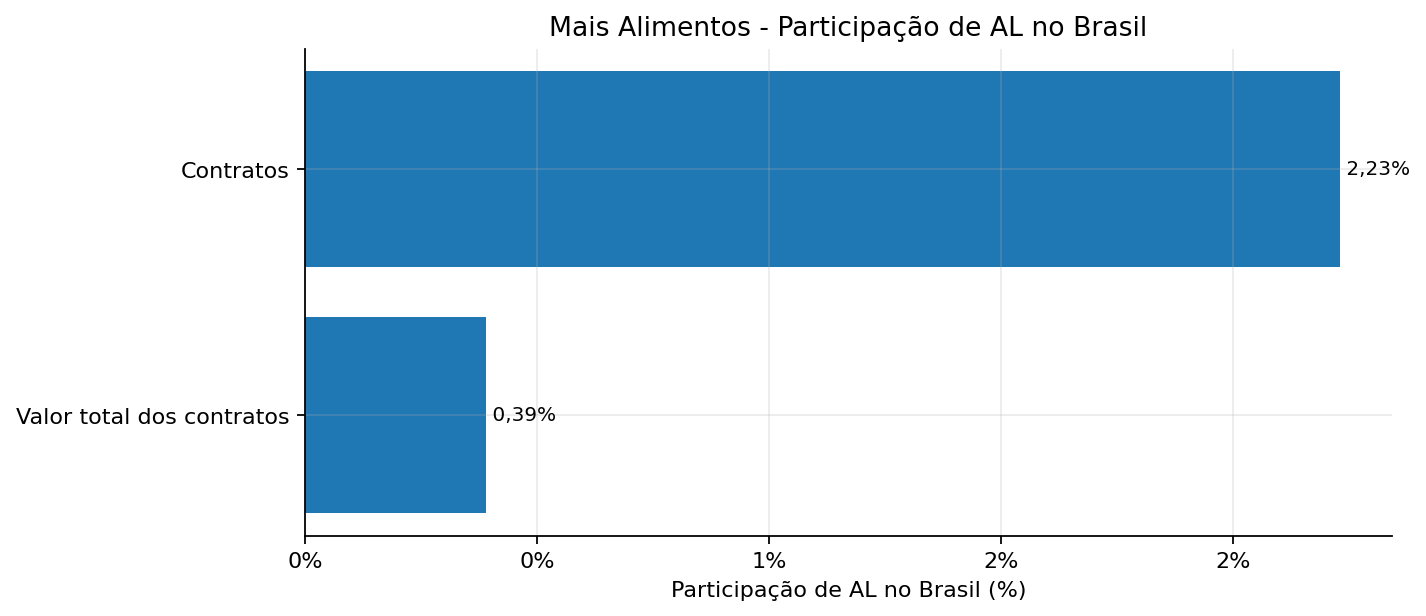 Mais Alimentos - Participação de AL no Brasil
Contratos
2,23%
Valor total dos contratos
0,39%
0%
0%
1%
2%
2%
Participação de AL no Brasil (%)